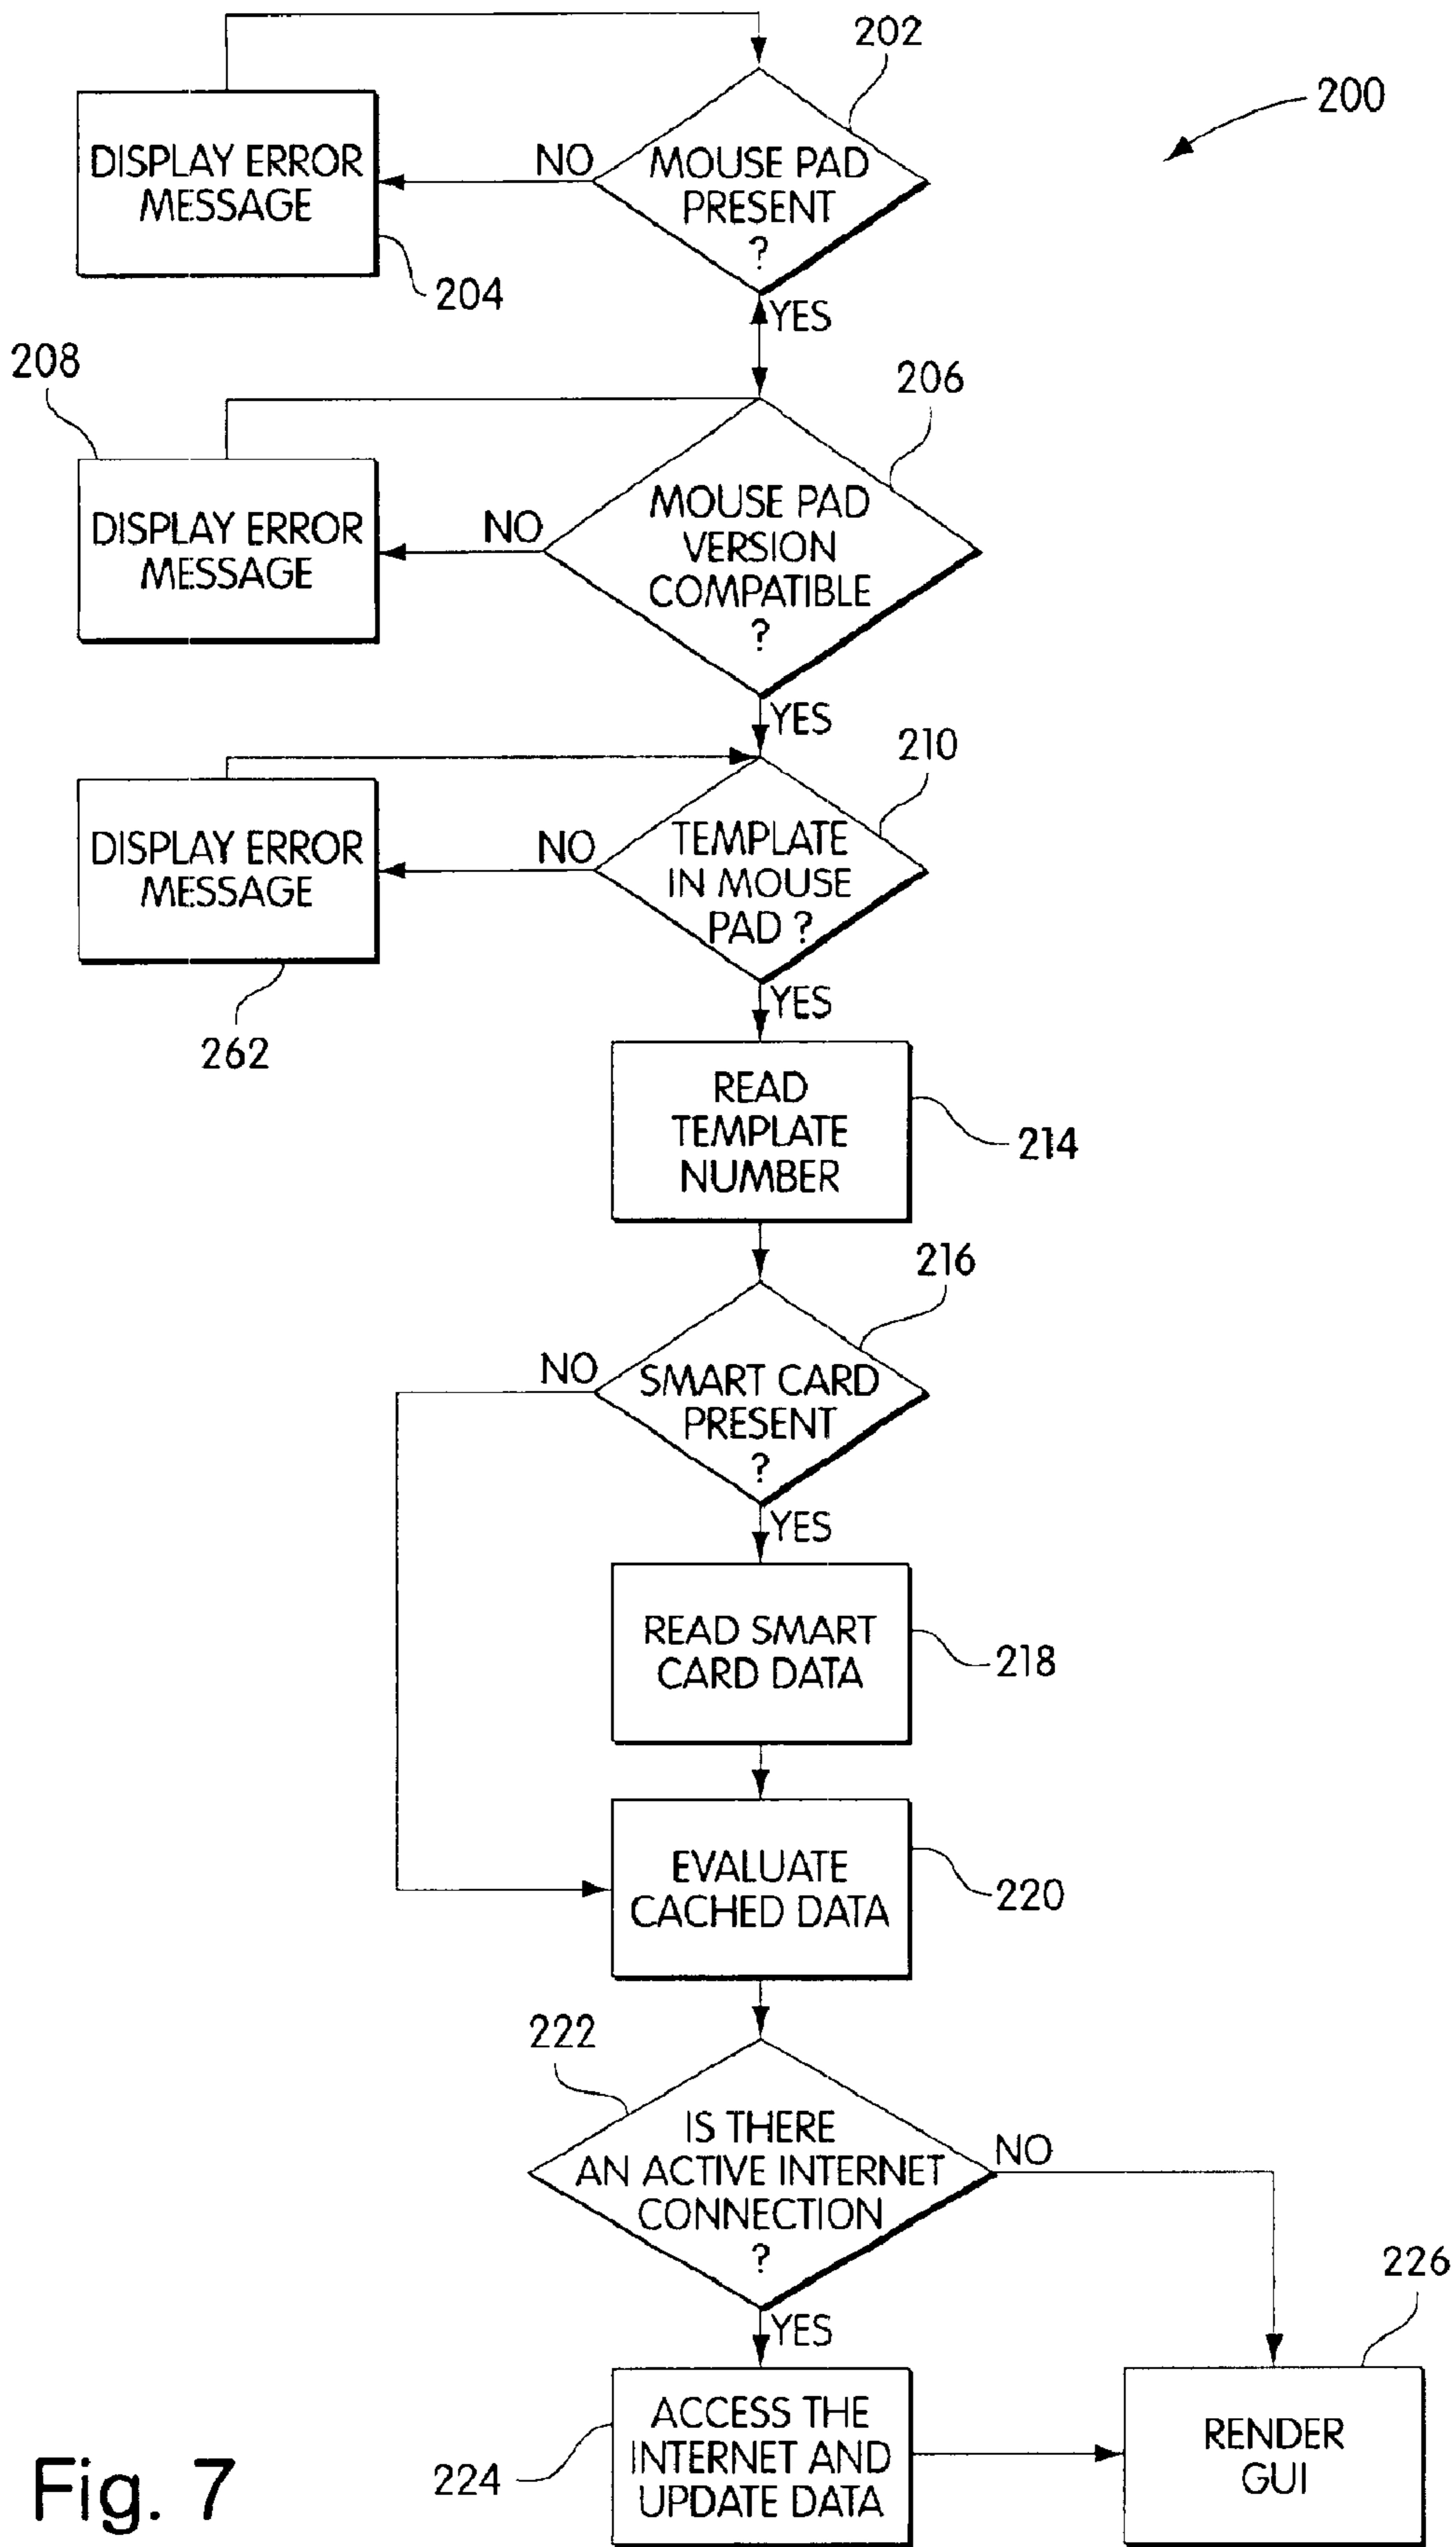 202
200
MOUSE PAD
PRESENT
?
NO
DISPLAY ERROR
MESSAGE
204
YES
208
206
MOUSE PAD
VERSION
COMPATIBLE
?
NO
DISPLAY ERROR
MESSAGE
YES
210
TEMPLATE
IN MOUSE
PAD ?
NO
DISPLAY ERROR
MESSAGE
262
YES
READ
TEMPLATE
NUMBER
214
216
NO
SMART CARD
PRESENT
?
YES
READ SMART
CARD DATA
218
EVALUATE
CACHED DATA
220
222
IS THERE
AN ACTIVE INTERNET
CONNECTION
?
NO
YES
226
ACCESS THE
INTERNET AND
UPDATE DATA
224
RENDER
GUI
Fig. 7